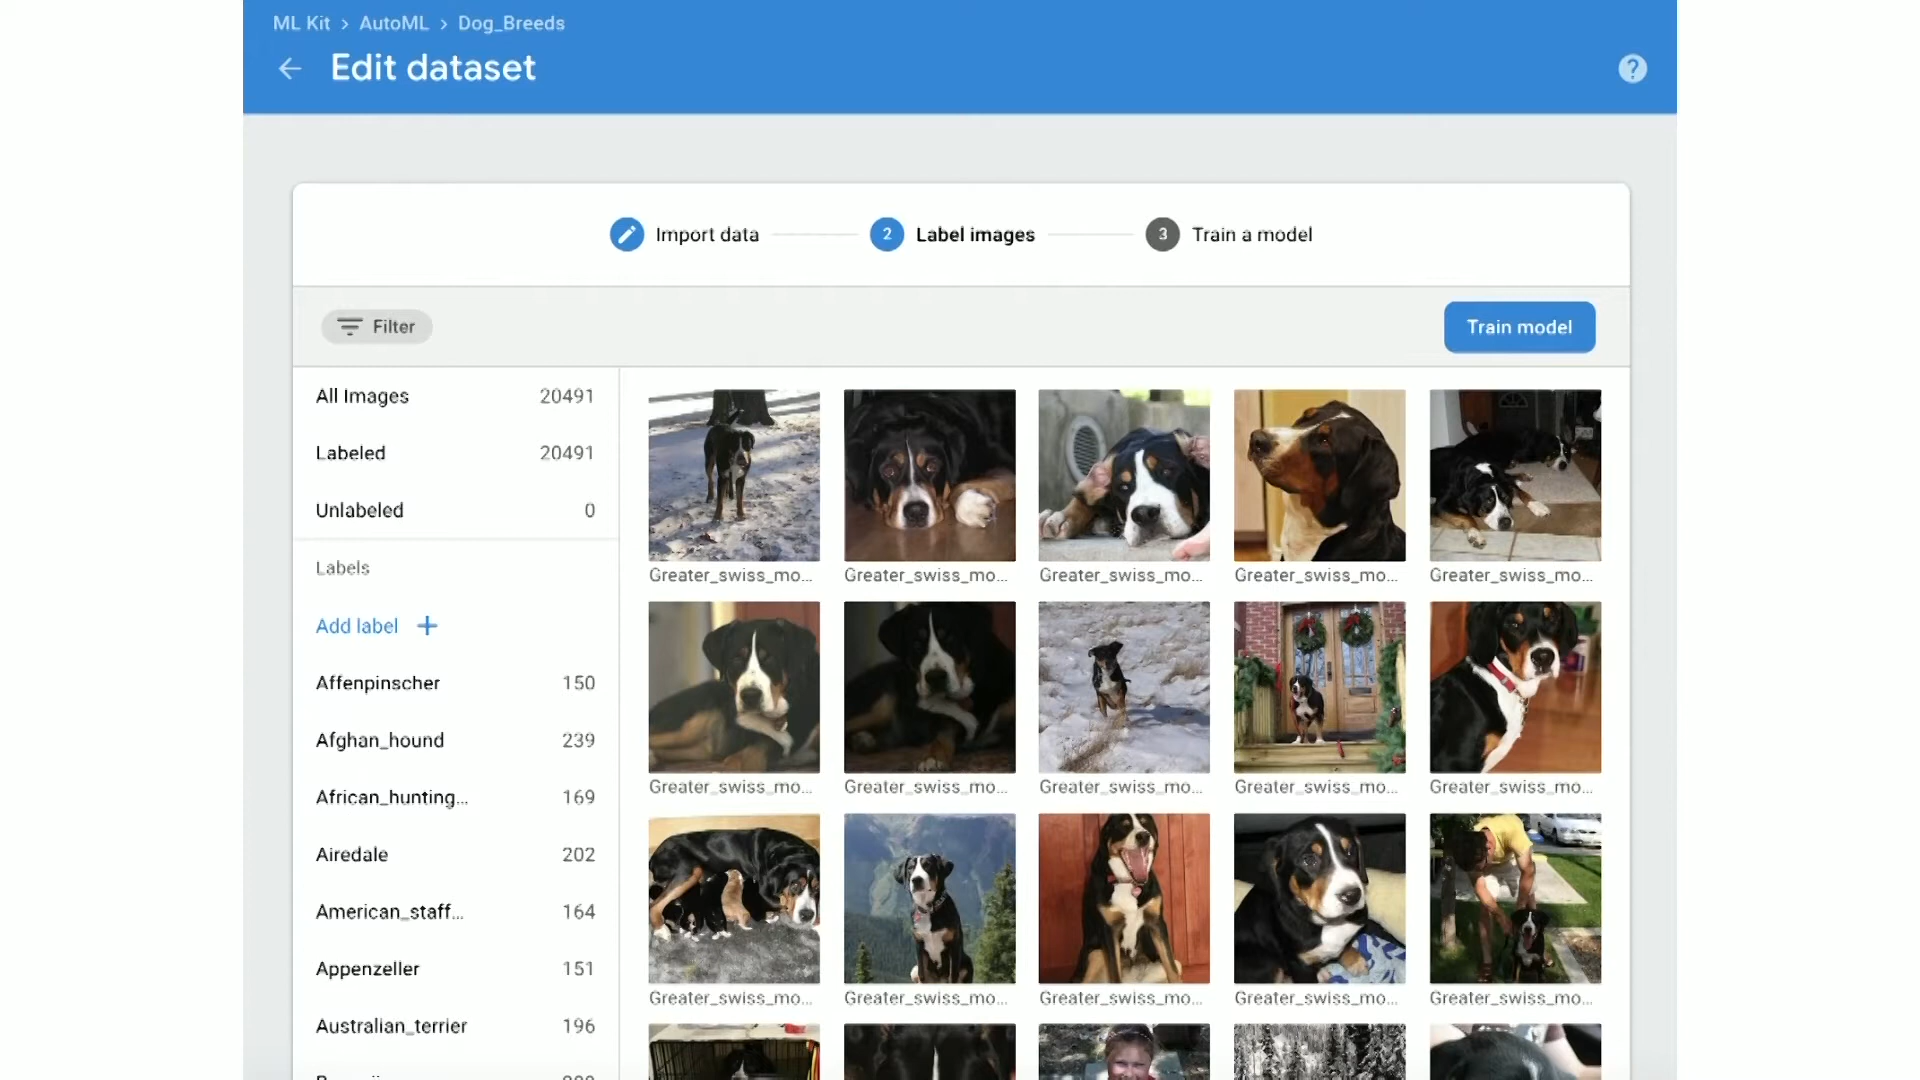 ML Kit > AutoML > Dog_Breeds
Edit dataset
?
Import data
2 Label images
3 Train a model
Filter
Train model
All Images 20491
Labeled 20491
Unlabeled 0
Labels
Add label +
Affenpinscher 150
Afghan_hound 239
African_hunting... 169
Airedale 202
American_staff... 164
Appenzeller 151
Australian_terrier 196
Greater_swiss_mo... Greater_swiss_mo... Greater_swiss_mo... Greater_swiss_mo... Greater_swiss_mo...
Greater_swiss_mo... Greater_swiss_mo... Greater_swiss_mo... Greater_swiss_mo... Greater_swiss_mo...
Greater_swiss_mo... Greater_swiss_mo... Greater_swiss_mo... Greater_swiss_mo... Greater_swiss_mo...